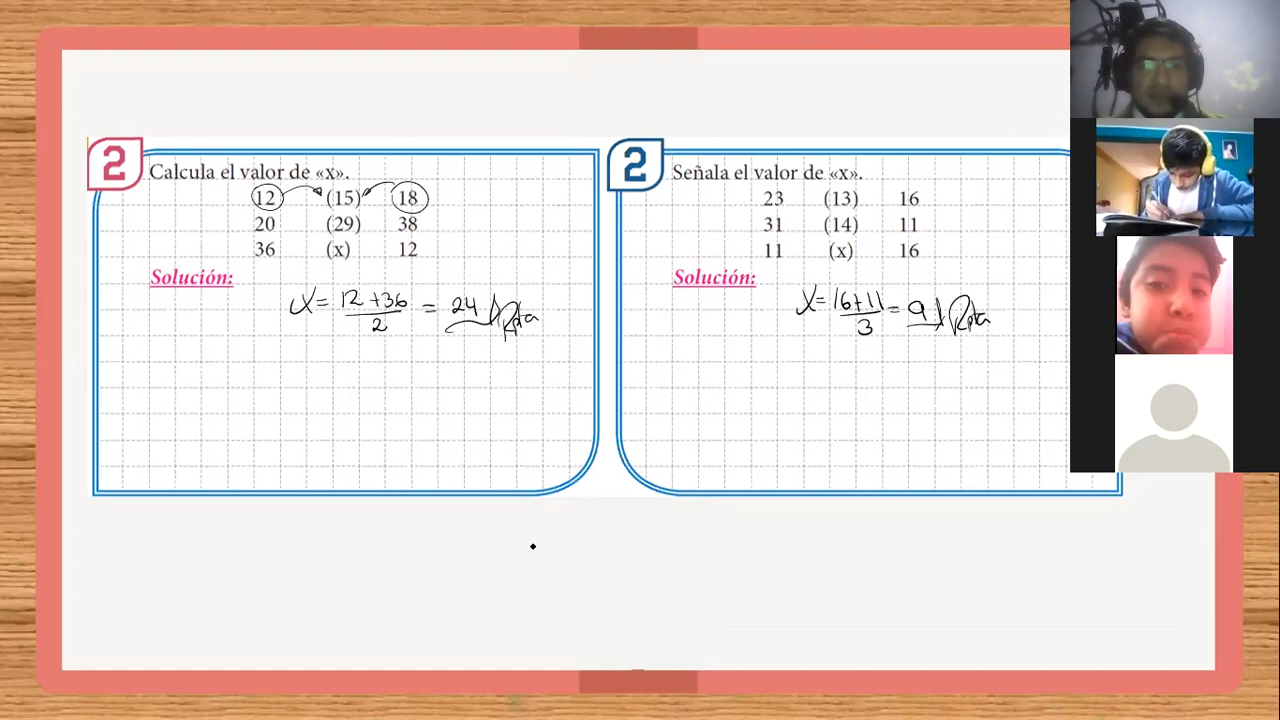 2
Calcula el valor de «x».
12 (15) 18
20 (29) 38
36 (x) 12
Solución:
x = 12 + 36 / 2 = 24 Rpta
2
Señala el valor de «x».
23 (13) 16
31 (14) 11
11 (x) 16
Solución:
x = 16 + 11 / 3 = 9 Rpta